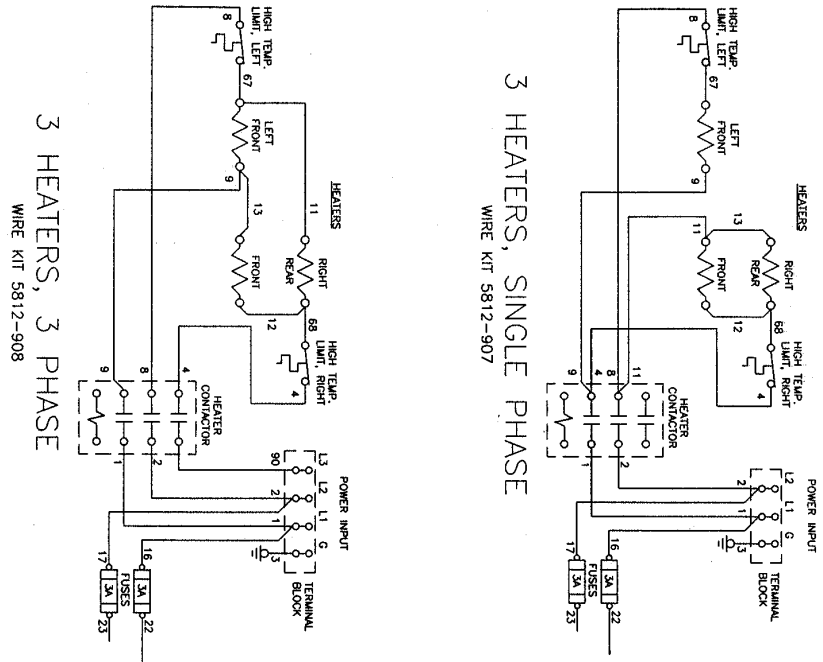 HIGH TEMP.
LIMIT, LEFT
8
67
LEFT
FRONT
9
HEATERS
11
13
FRONT
RIGHT
REAR
12
68
HIGH TEMP.
LIMIT, RIGHT
4
9
8
4
HEATER
CONTACTOR
1
2
90
L3
L2
L1
G
2
1
3
POWER INPUT
TERMINAL
BLOCK
17
16
3A
3A
FUSES
23
22
3 HEATERS, 3 PHASE
WIRE KIT 5812-908
HIGH TEMP.
LIMIT, LEFT
8
67
LEFT
FRONT
9
HEATERS
13
11
RIGHT
REAR
FRONT
12
68
HIGH TEMP.
LIMIT, RIGHT
4
9
4
8
11
HEATER
CONTACTOR
1
2
L2
L1
G
2
1
3
POWER INPUT
TERMINAL
BLOCK
17
16
3A
3A
FUSES
23
22
3 HEATERS, SINGLE PHASE
WIRE KIT 5812-907